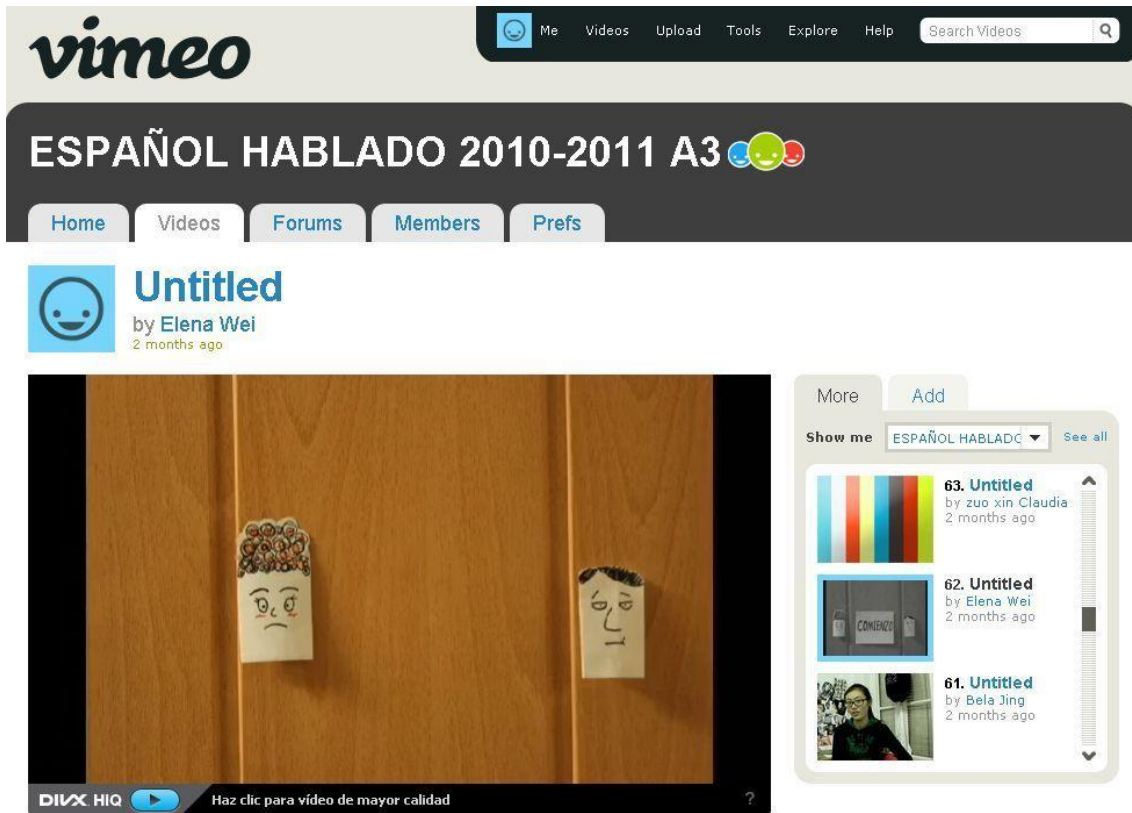 vimeo
Me Videos Upload Tools Explore Help Search Videos
ESPAÑOL HABLADO 2010-2011 A3
Home Videos Forums Members Prefs
Untitled
by Elena Wei
2 months ago
More Add
Show me ESPAÑOL HABLADO See all
63. Untitled
by zuo xin Claudia
2 months ago
COMIENZO
62. Untitled
by Elena Wei
2 months ago
61. Untitled
by Bela Jing
2 months ago
DIVX HiQ Haz clic para vídeo de mayor calidad ?